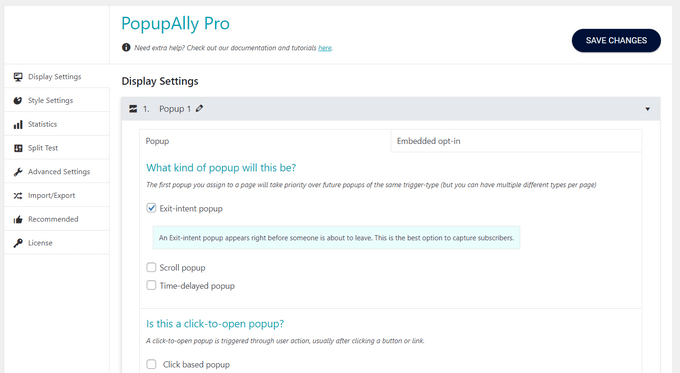 PopupAlly Pro
Need extra help? Check out our documentation and tutorials here.
SAVE CHANGES
Display Settings
Style Settings
Statistics
Split Test
Advanced Settings
Import/Export
Recommended
License
Display Settings
1. Popup 1
Popup
Embedded opt-in
What kind of popup will this be?
The first popup you assign to a page will take priority over future popups of the same trigger-type (but you can have multiple different types per page)
Exit-intent popup
An Exit-intent popup appears right before someone is about to leave. This is the best option to capture subscribers.
Scroll popup
Time-delayed popup
Is this a click-to-open popup?
A click-to-open popup is triggered through user action, usually after clicking a button or link.
Click based popup